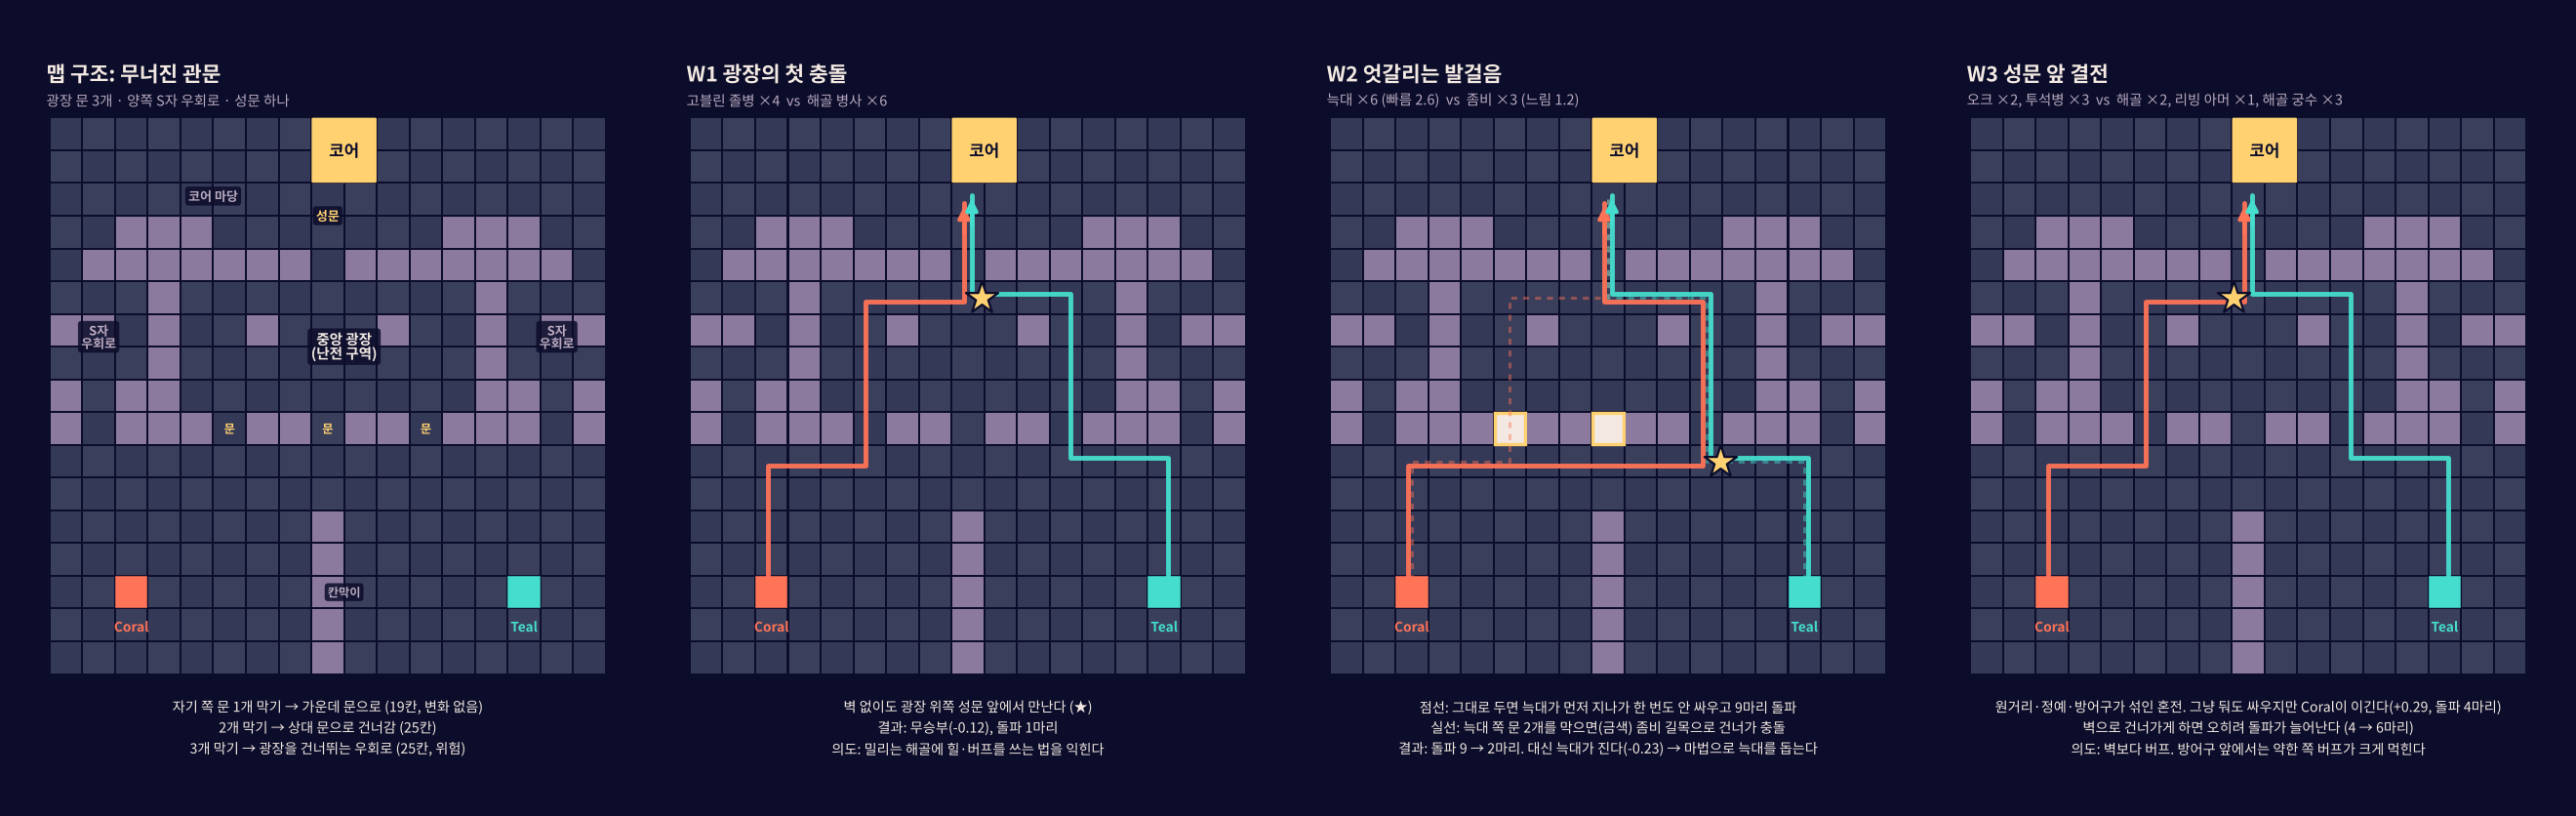 맵 구조: 무너진 관문
광장 문 3개 · 양쪽 S자 우회로 · 성문 하나
코어
코어 마당
성문
S자
우회로
중앙 광장
(난전 구역)
S자
우회로
문
문
문
칸막이
Coral
Teal
자기 쪽 문 1개 막기 → 가운데 문으로 (19칸, 변화 없음)
2개 막기 → 상대 문으로 건너감 (25칸)
3개 막기 → 광장을 건너뛰는 우회로 (25칸, 위험)
W1 광장의 첫 충돌
고블린 졸병 ×4 vs 해골 병사 ×6
코어
Coral
Teal
벽 없이도 광장 위쪽 성문 앞에서 만난다 (★)
결과: 무승부(-0.12), 돌파 1마리
의도: 밀리는 해골에 힐·버프를 쓰는 법을 익힌다
W2 엇갈리는 발걸음
늑대 ×6 (빠름 2.6) vs 좀비 ×3 (느림 1.2)
코어
Coral
Teal
점선: 그대로 두면 늑대가 먼저 지나가 한 번도 안 싸우고 9마리 돌파
실선: 늑대 쪽 문 2개를 막으면(금색) 좀비 길목으로 건너가 충돌
결과: 돌파 9 → 2마리. 대신 늑대가 진다(-0.23) → 마법으로 늑대를 돕는다
W3 성문 앞 결전
오크 ×2, 투석병 ×3 vs 해골 ×2, 리빙 아머 ×1, 해골 궁수 ×3
코어
Coral
Teal
원거리·정예·방어구가 섞인 혼전. 그냥 둬도 싸우지만 Coral이 이긴다(+0.29, 돌파 4마리)
벽으로 건너가게 하면 오히려 돌파가 늘어난다 (4 → 6마리)
의도: 벽보다 버프. 방어구 앞에서는 약한 쪽 버프가 크게 먹힌다